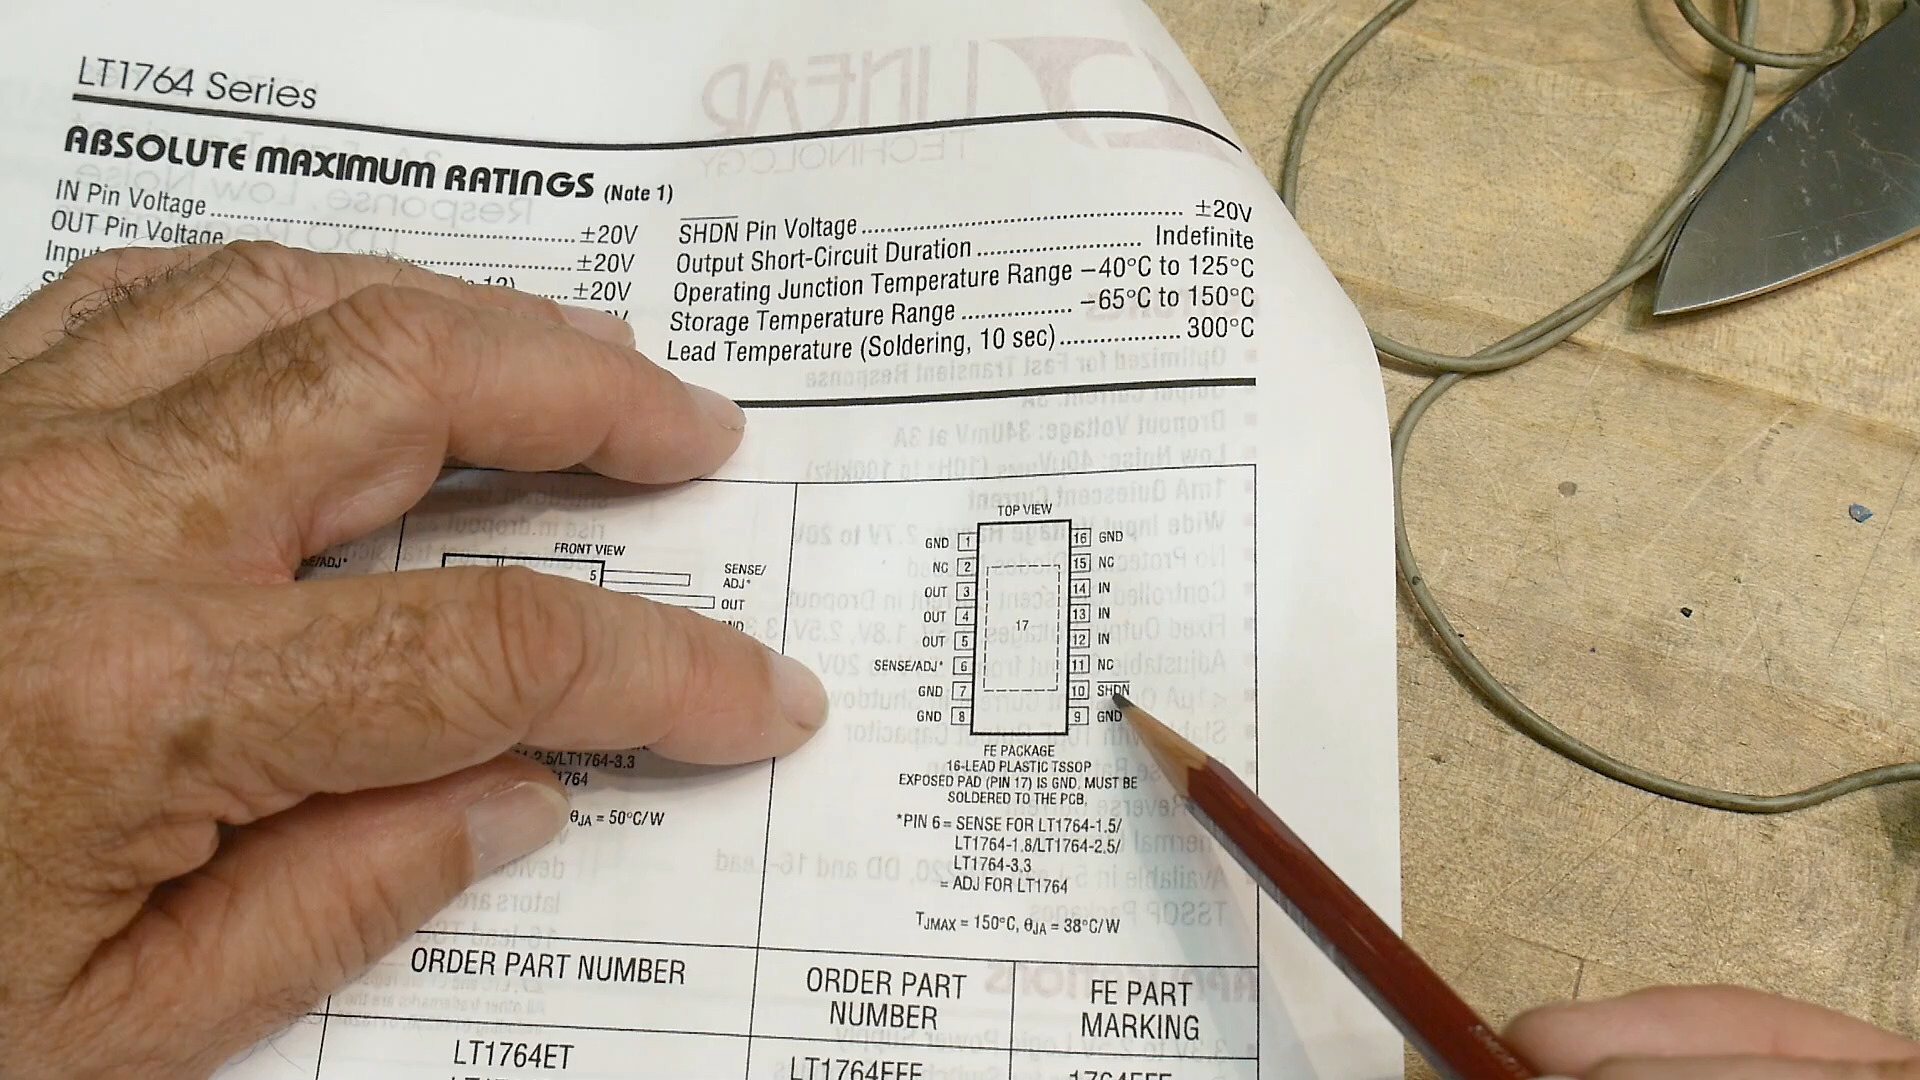 LT1764 Series
ABSOLUTE MAXIMUM RATINGS (Note 1)
IN Pin Voltage ±20V
OUT Pin Voltage ±20V
±20V
SHDN Pin Voltage ±20V
Output Short-Circuit Duration Indefinite
Operating Junction Temperature Range –40°C to 125°C
Storage Temperature Range –65°C to 150°C
Lead Temperature (Soldering, 10 sec) 300°C
FRONT VIEW
5 SENSE/
ADJ*
OUT
LT1764-3.3
θJA = 50°C/W
TOP VIEW
GND 1 16 GND
NC 2 15 NC
OUT 3 14 IN
OUT 4 13 IN
OUT 5 12 IN
SENSE/ADJ* 6 11 NC
GND 7 10 SHDN
GND 8 9 GND
17
FE PACKAGE
16-LEAD PLASTIC TSSOP
EXPOSED PAD (PIN 17) IS GND. MUST BE
SOLDERED TO THE PCB.
*PIN 6 = SENSE FOR LT1764-1.5/
LT1764-1.8/LT1764-2.5/
LT1764-3.3
= ADJ FOR LT1764
TJMAX = 150°C, θJA = 38°C/W
ORDER PART NUMBER
LT1764ET
ORDER PART
NUMBER
LT1764EFE
FE PART
MARKING
1764EFE